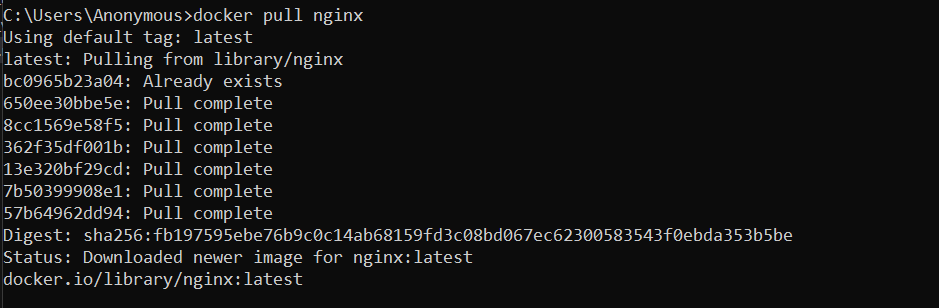 C:\Users\Anonymous>docker pull nginx
Using default tag: latest
latest: Pulling from library/nginx
bc0965b23a04: Already exists
650ee30bbe5e: Pull complete
8cc1569e58f5: Pull complete
362f35df001b: Pull complete
13e320bf29cd: Pull complete
7b50399908e1: Pull complete
57b64962dd94: Pull complete
Digest: sha256:fb197595ebe76b9c0c14ab68159fd3c08bd067ec62300583543f0ebda353b5be
Status: Downloaded newer image for nginx:latest
docker.io/library/nginx:latest